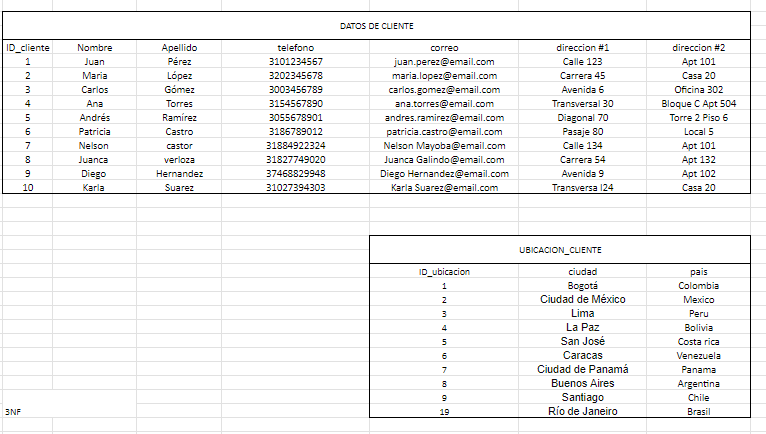 DATOS DE CLIENTE
ID_cliente Nombre Apellido telefono correo direccion #1 direccion #2
1 Juan Pérez 3101234567 juan.perez@email.com Calle 123 Apt 101
2 Maria López 3202345678 maria.lopez@email.com Carrera 45 Casa 20
3 Carlos Gómez 3003456789 carlos.gomez@email.com Avenida 6 Oficina 302
4 Ana Torres 3154567890 ana.torres@email.com Transversal 30 Bloque C Apt 504
5 Andrés Ramírez 3055678901 andres.ramirez@email.com Diagonal 70 Torre 2 Piso 6
6 Patricia Castro 3186789012 patricia.castro@email.com Pasaje 80 Local 5
7 Nelson castor 31884922324 Nelson Mayoba@email.com Calle 134 Apt 101
8 Juanca verloza 31827749020 Juanca Galindo@email.com Carrera 54 Apt 132
9 Diego Hernandez 37468829948 Diego Hernandez@email.com Avenida 9 Apt 102
10 Karla Suarez 31027394303 Karla Suarez@email.com Transversa l24 Casa 20
UBICACION_CLIENTE
ID_ubicacion ciudad pais
1 Bogotá Colombia
2 Ciudad de México Mexico
3 Lima Peru
4 La Paz Bolivia
5 San José Costa rica
6 Caracas Venezuela
7 Ciudad de Panamá Panama
8 Buenos Aires Argentina
9 Santiago Chile
19 Río de Janeiro Brasil
3NF